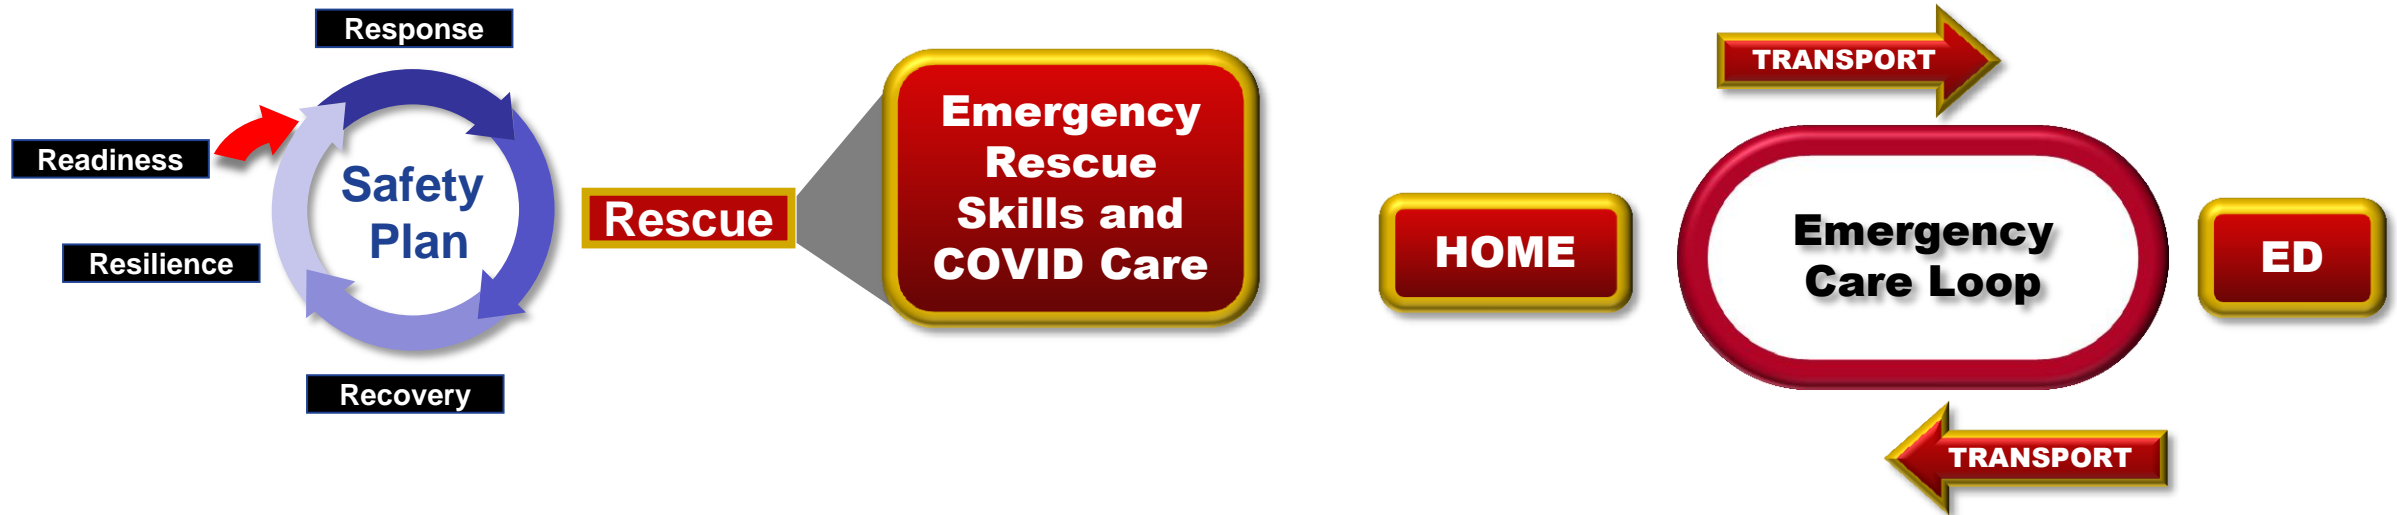 Response
Readiness
Safety
Plan
Resilience
Recovery
Rescue
Emergency
Rescue
Skills and
COVID Care
TRANSPORT
HOME
Emergency
Care Loop
ED
TRANSPORT